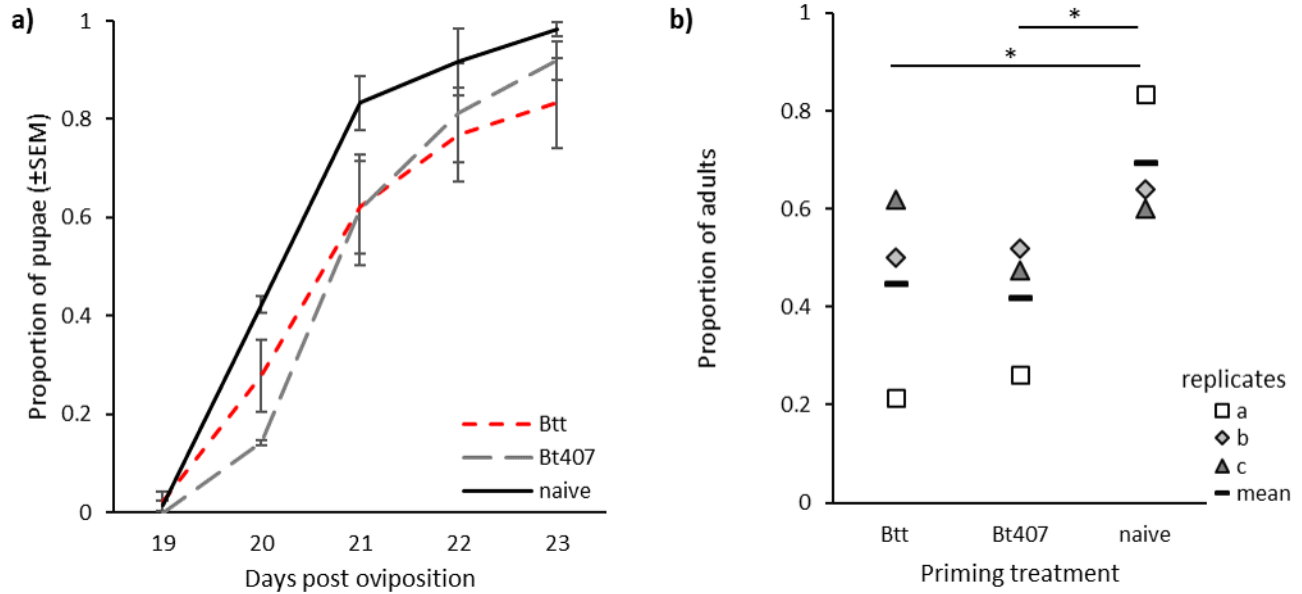 a)
Proportion of pupae (±SEM)
1
0.8
0.6
0.4
0.2
0
19 20 21 22 23
Days post oviposition
Btt
Bt407
naive
b)
Proportion of adults
1
0.8
0.6
0.4
0.2
0
*
*
Btt Bt407 naive
Priming treatment
replicates
a
b
c
mean